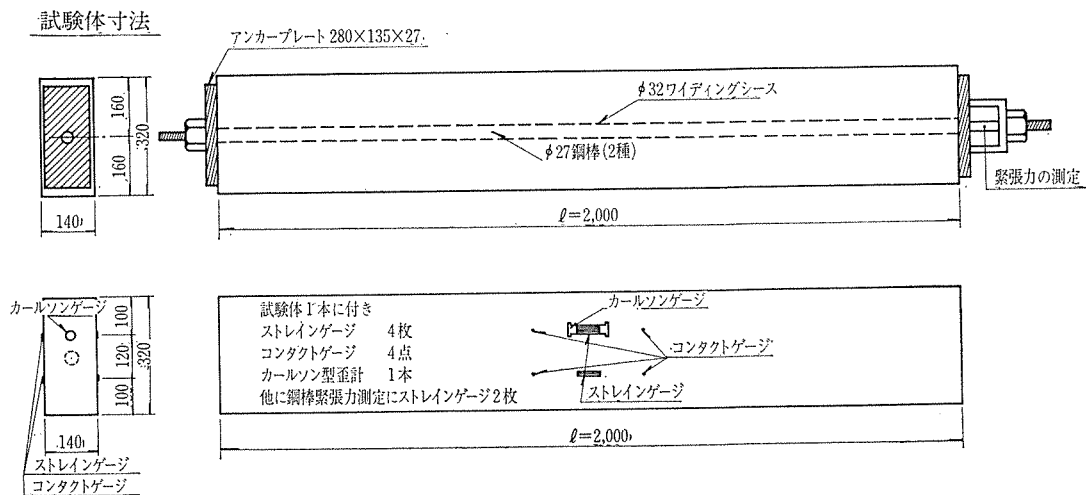 試験体寸法
アンカープレート 280×135×27
φ32ワイディングシース
160
320
160
φ27鋼棒(2種)
緊張力の測定
140
ℓ=2,000
カールソンゲージ
試験体1本に付き
カールソンゲージ
100
ストレインゲージ 4枚
120
320
コンタクトゲージ 4点
コンタクトゲージ
カールソン型歪計 1本
100
他に鋼棒緊張力測定にストレインゲージ2枚
ストレインゲージ
140
ℓ=2,000
ストレインゲージ
コンタクトゲージ